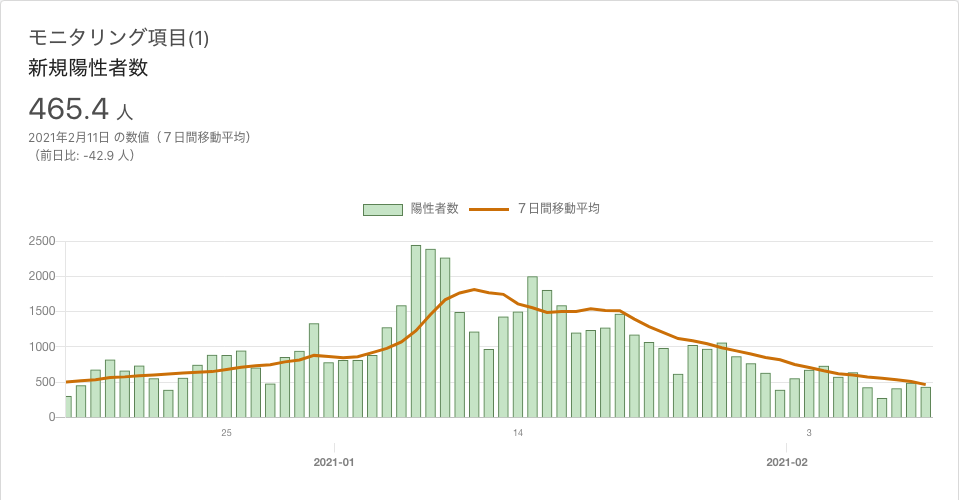 モニタリング項目(1)
新規陽性者数
465.4 人
2021年2月11日 の数値（７日間移動平均）
（前日比: -42.9 人）
陽性者数 ７日間移動平均
2500
2000
1500
1000
500
0
25 14 3
2021-01 2021-02